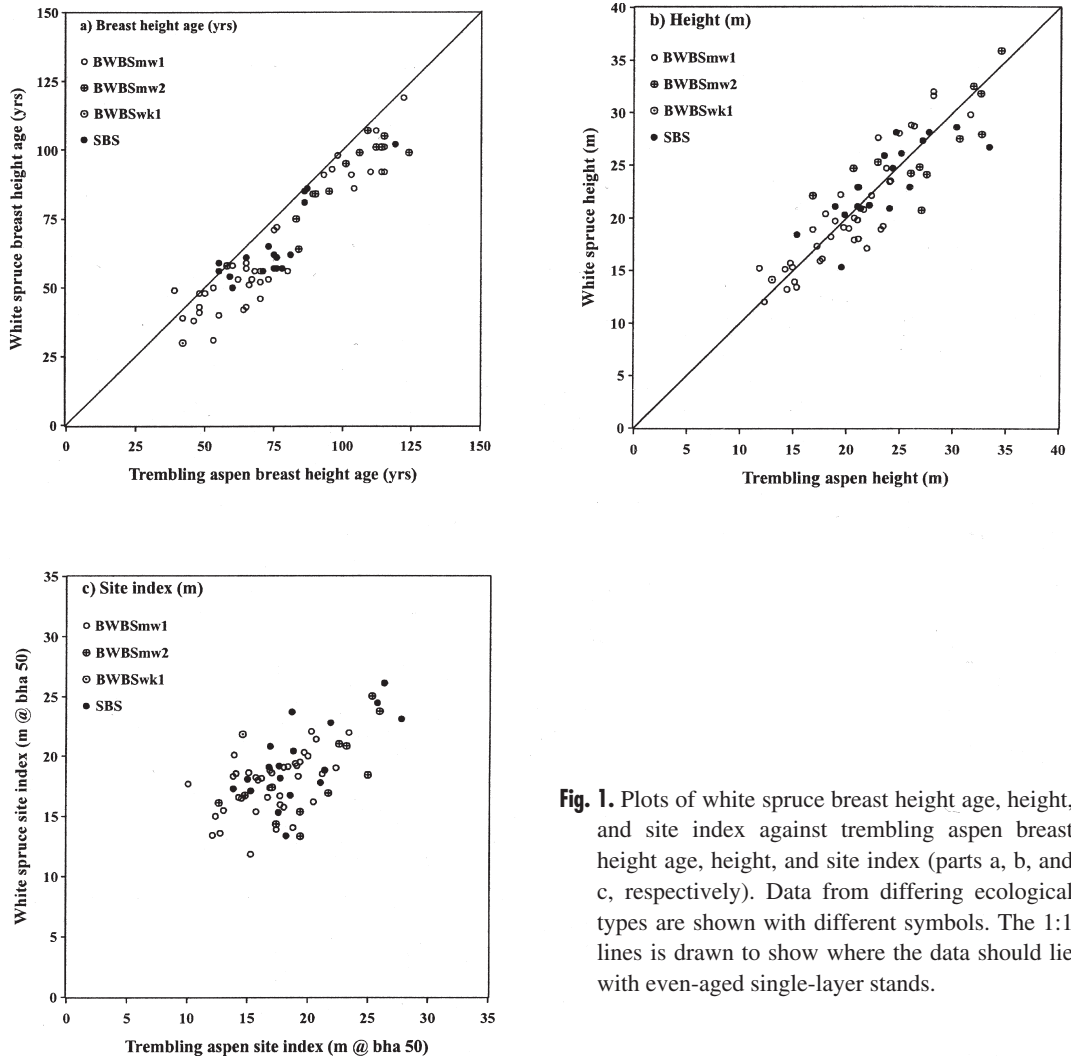 a) Breast height age (yrs)
BWBSmw1
BWBSmw2
BWBSwk1
SBS
150
125
100
75
50
25
0
White spruce breast height age (yrs)
0 25 50 75 100 125 150
Trembling aspen breast height age (yrs)
b) Height (m)
BWBSmw1
BWBSmw2
BWBSwk1
SBS
40
35
30
25
20
15
10
5
0
White spruce height (m)
0 5 10 15 20 25 30 35 40
Trembling aspen height (m)
c) Site index (m)
BWBSmw1
BWBSmw2
BWBSwk1
SBS
35
30
25
20
15
10
5
0
White spruce site index (m @ bha 50)
0 5 10 15 20 25 30 35
Trembling aspen site index (m @ bha 50)
Fig. 1. Plots of white spruce breast height age, height,
and site index against trembling aspen breast
height age, height, and site index (parts a, b, and
c, respectively). Data from differing ecological
types are shown with different symbols. The 1:1
lines is drawn to show where the data should lie
with even-aged single-layer stands.